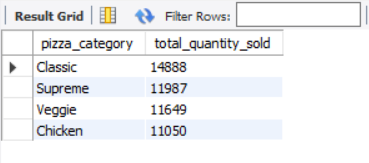 Result Grid Filter Rows:
pizza_category total_quantity_sold
Classic 14888
Supreme 11987
Veggie 11649
Chicken 11050